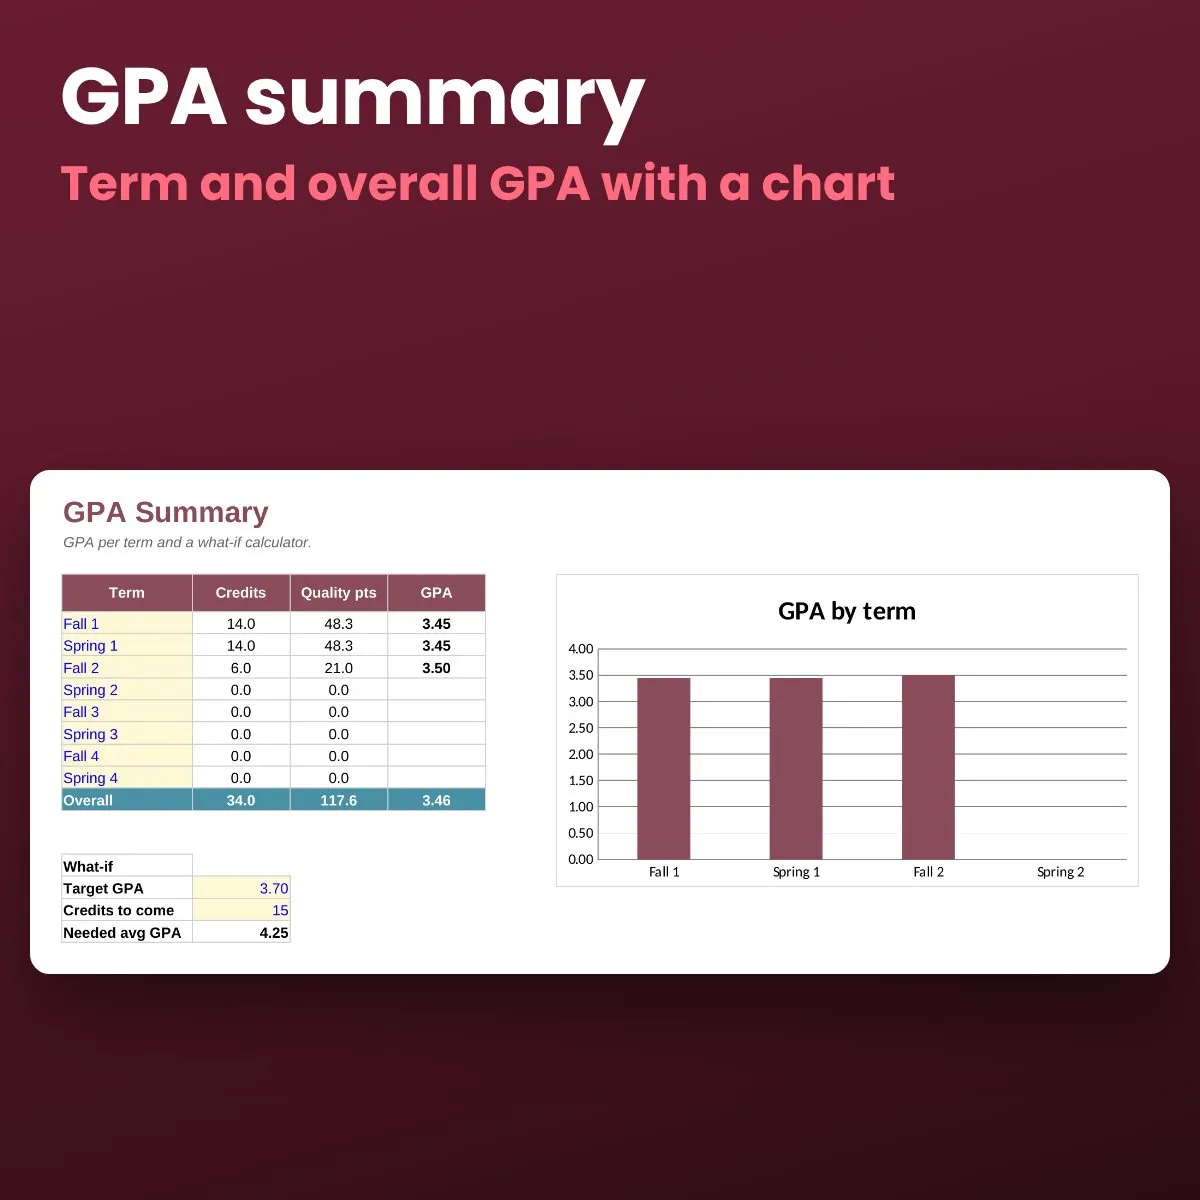 GPA summary
Term and overall GPA with a chart
GPA Summary
GPA per term and a what-if calculator.
Term Credits Quality pts GPA
Fall 1 14.0 48.3 3.45
Spring 1 14.0 48.3 3.45
Fall 2 6.0 21.0 3.50
Spring 2 0.0 0.0
Fall 3 0.0 0.0
Spring 3 0.0 0.0
Fall 4 0.0 0.0
Spring 4 0.0 0.0
Overall 34.0 117.6 3.46
What-if
Target GPA 3.70
Credits to come 15
Needed avg GPA 4.25
GPA by term
4.00
3.50
3.00
2.50
2.00
1.50
1.00
0.50
0.00
Fall 1 Spring 1 Fall 2 Spring 2